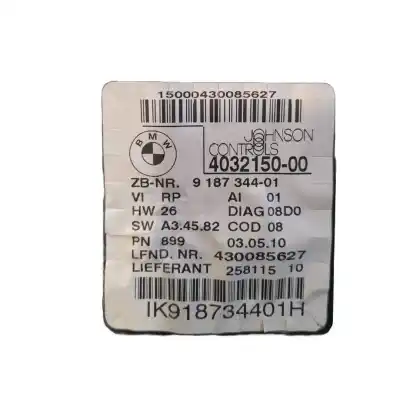 15000430085627
BMW
JOHNSON
CONTROLS
4032150-00
ZB-NR. 9 187 344-01
VI RP AI 01
HW 26 DIAG 08D0
SW A3.45.82 COD 08
PN 899 03.05.10
LFND. NR. 430085627
LIEFERANT 258115 10
IK918734401H